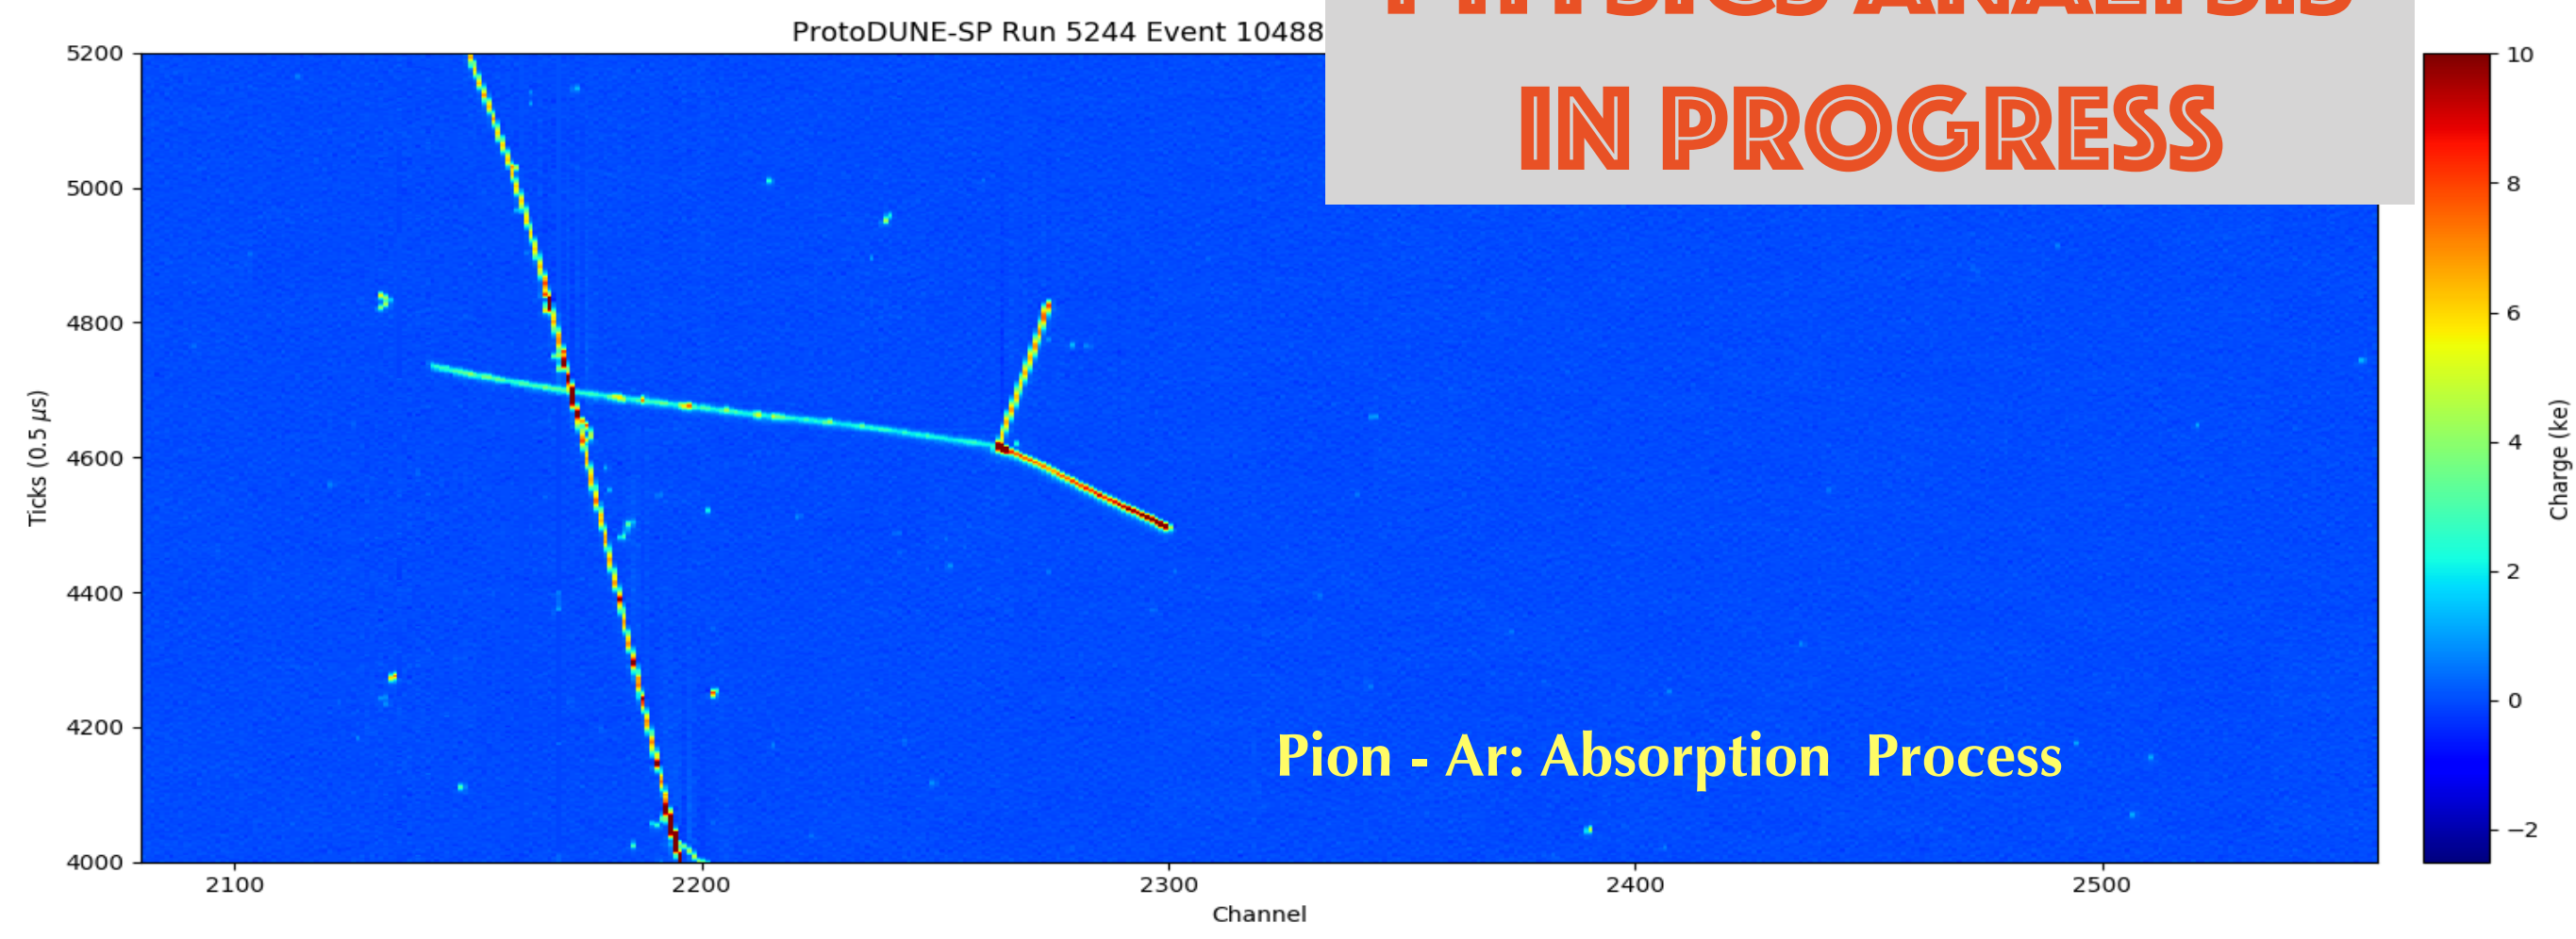 PHYSICS ANALYSIS
IN PROGRESS
ProtoDUNE-SP Run 5244 Event 10488
5200
5000
4800
4600
4400
4200
4000
Ticks (0.5 µs)
2100
2200
2300
2400
2500
Channel
Pion - Ar: Absorption Process
10
8
6
4
2
0
−2
Charge (ke)